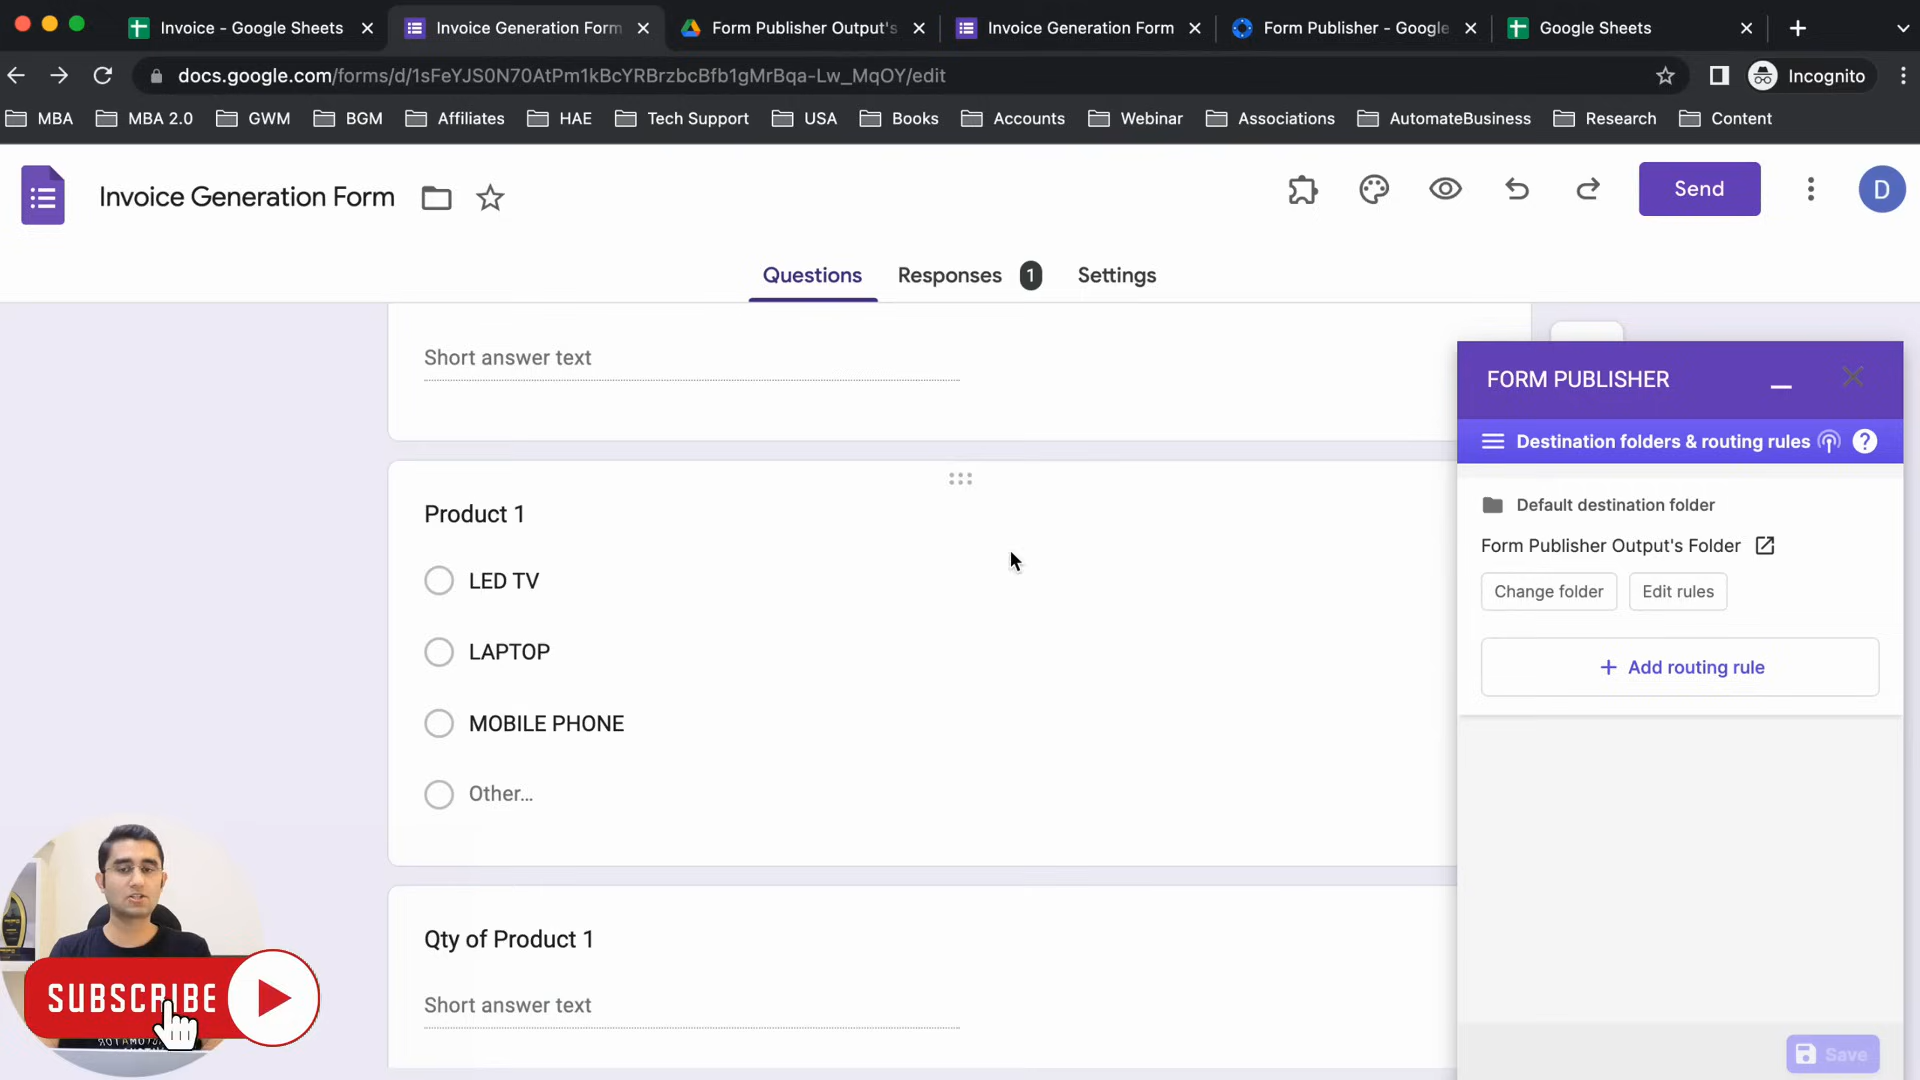 Invoice - Google Sheets
Invoice Generation Form
Form Publisher Output's
Invoice Generation Form
Form Publisher - Google
Google Sheets
docs.google.com/forms/d/1sFeYJS0N70AtPm1kBcYRBrzbcBfb1gMrBqa-Lw_MqOY/edit
Incognito
MBA
MBA 2.0
GWM
BGM
Affiliates
HAE
Tech Support
USA
Books
Accounts
Webinar
Associations
AutomateBusiness
Research
Content
Invoice Generation Form
Send
D
Questions
Responses 1
Settings
Short answer text
Product 1
LED TV
LAPTOP
MOBILE PHONE
Other...
Qty of Product 1
Short answer text
FORM PUBLISHER
Destination folders & routing rules
?
Default destination folder
Form Publisher Output's Folder
Change folder
Edit rules
+ Add routing rule
Save
SUBSCRIBE